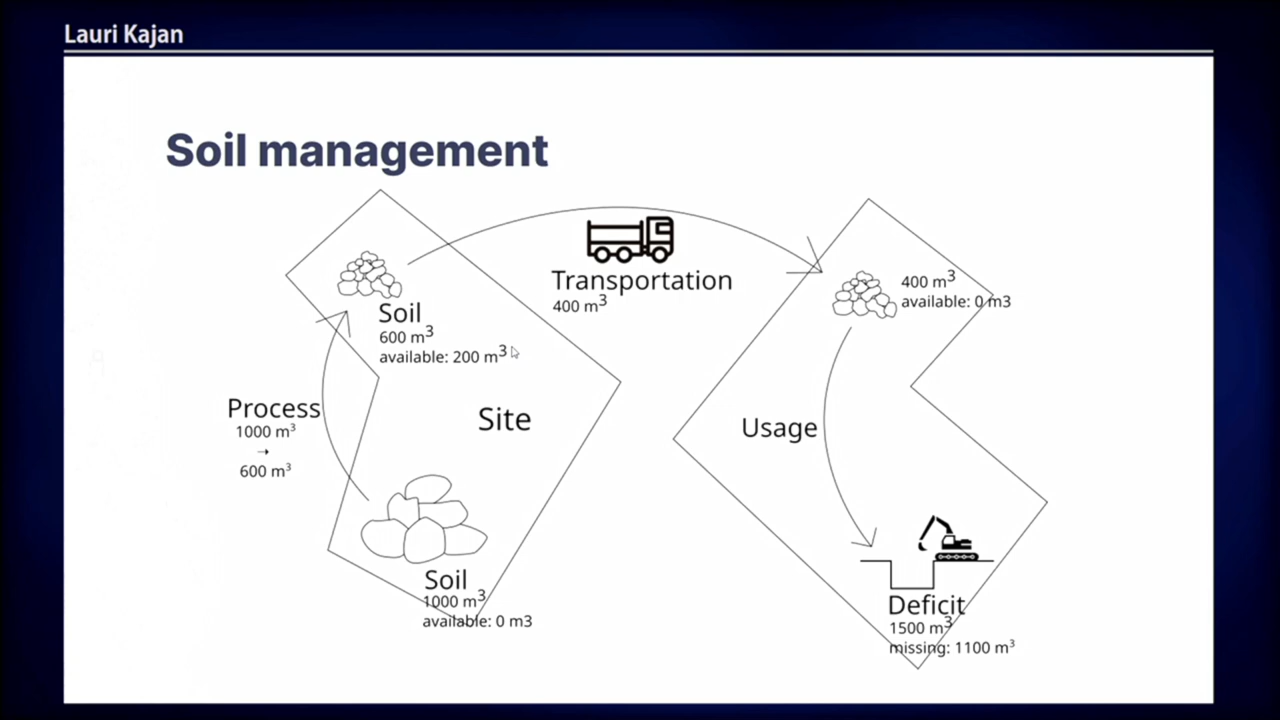 Lauri Kajan
Soil management
Transportation
400 m³
Soil
600 m³
available: 200 m³
400 m³
available: 0 m3
Process
1000 m³
→
600 m³
Site
Usage
Soil
1000 m³
available: 0 m3
Deficit
1500 m³
missing: 1100 m³